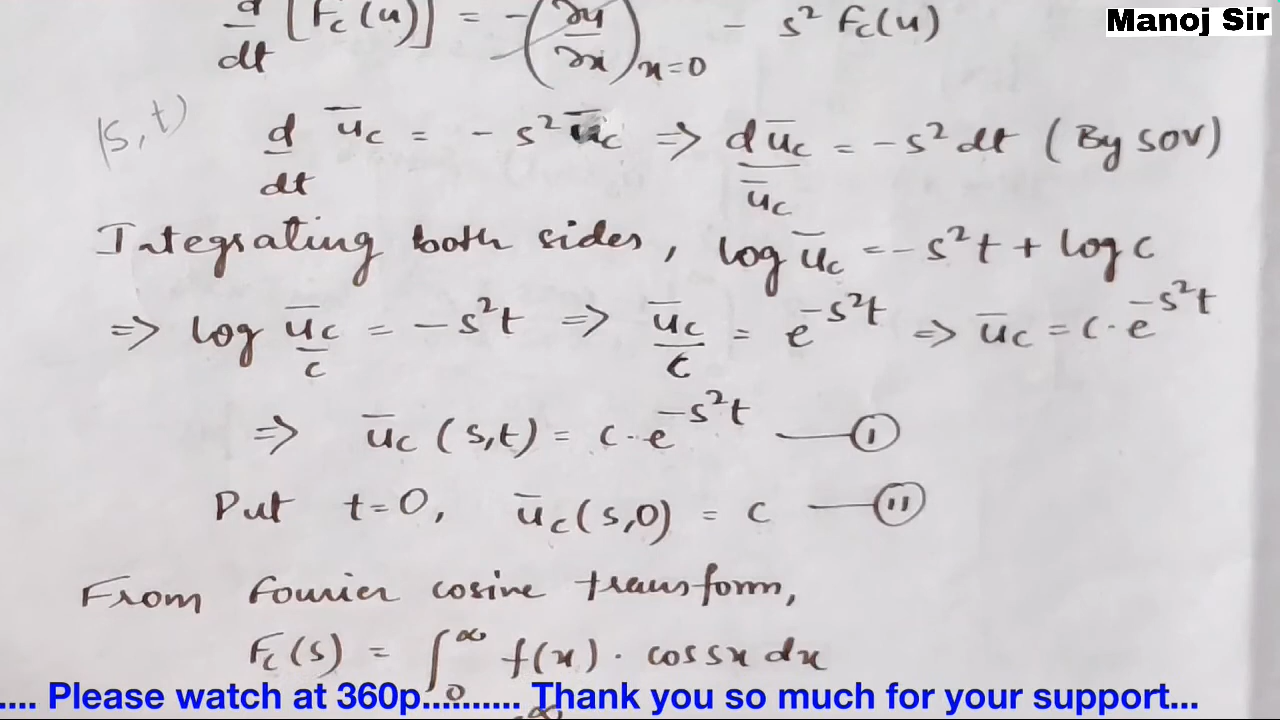 Manoj Sir
d/dt [Fc(u)] = -(∂u/∂x)x=0 - s² Fc(u)
(s,t)
d/dt ūc = - s² ūc => dūc/ūc = -s² dt (By SOV)
Integrating both sides, log ūc = -s²t + log c
=> log ūc/c = -s²t => ūc/c = e^-s²t => ūc = c·e^-s²t
=> ūc (s,t) = c·e^-s²t — (I)
Put t=0, ūc(s,0) = c — (II)
From Fourier cosine transform,
Fc(s) = ∫₀^∞ f(x)· cos sx dx
.... Please watch at 360p.......... Thank you so much for your support...